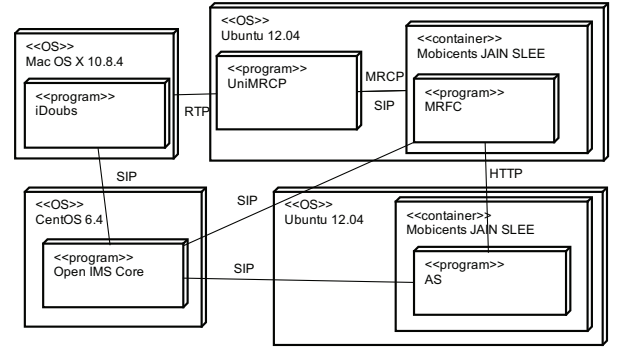 <<OS>>
Mac OS X 10.8.4
<<program>>
iDoubs
RTP
<<OS>>
Ubuntu 12.04
<<program>>
UniMRCP
MRCP
SIP
<<container>>
Mobicents JAIN SLEE
<<program>>
MRFC
SIP
SIP
HTTP
<<OS>>
CentOS 6.4
<<program>>
Open IMS Core
SIP
<<OS>>
Ubuntu 12.04
<<container>>
Mobicents JAIN SLEE
<<program>>
AS